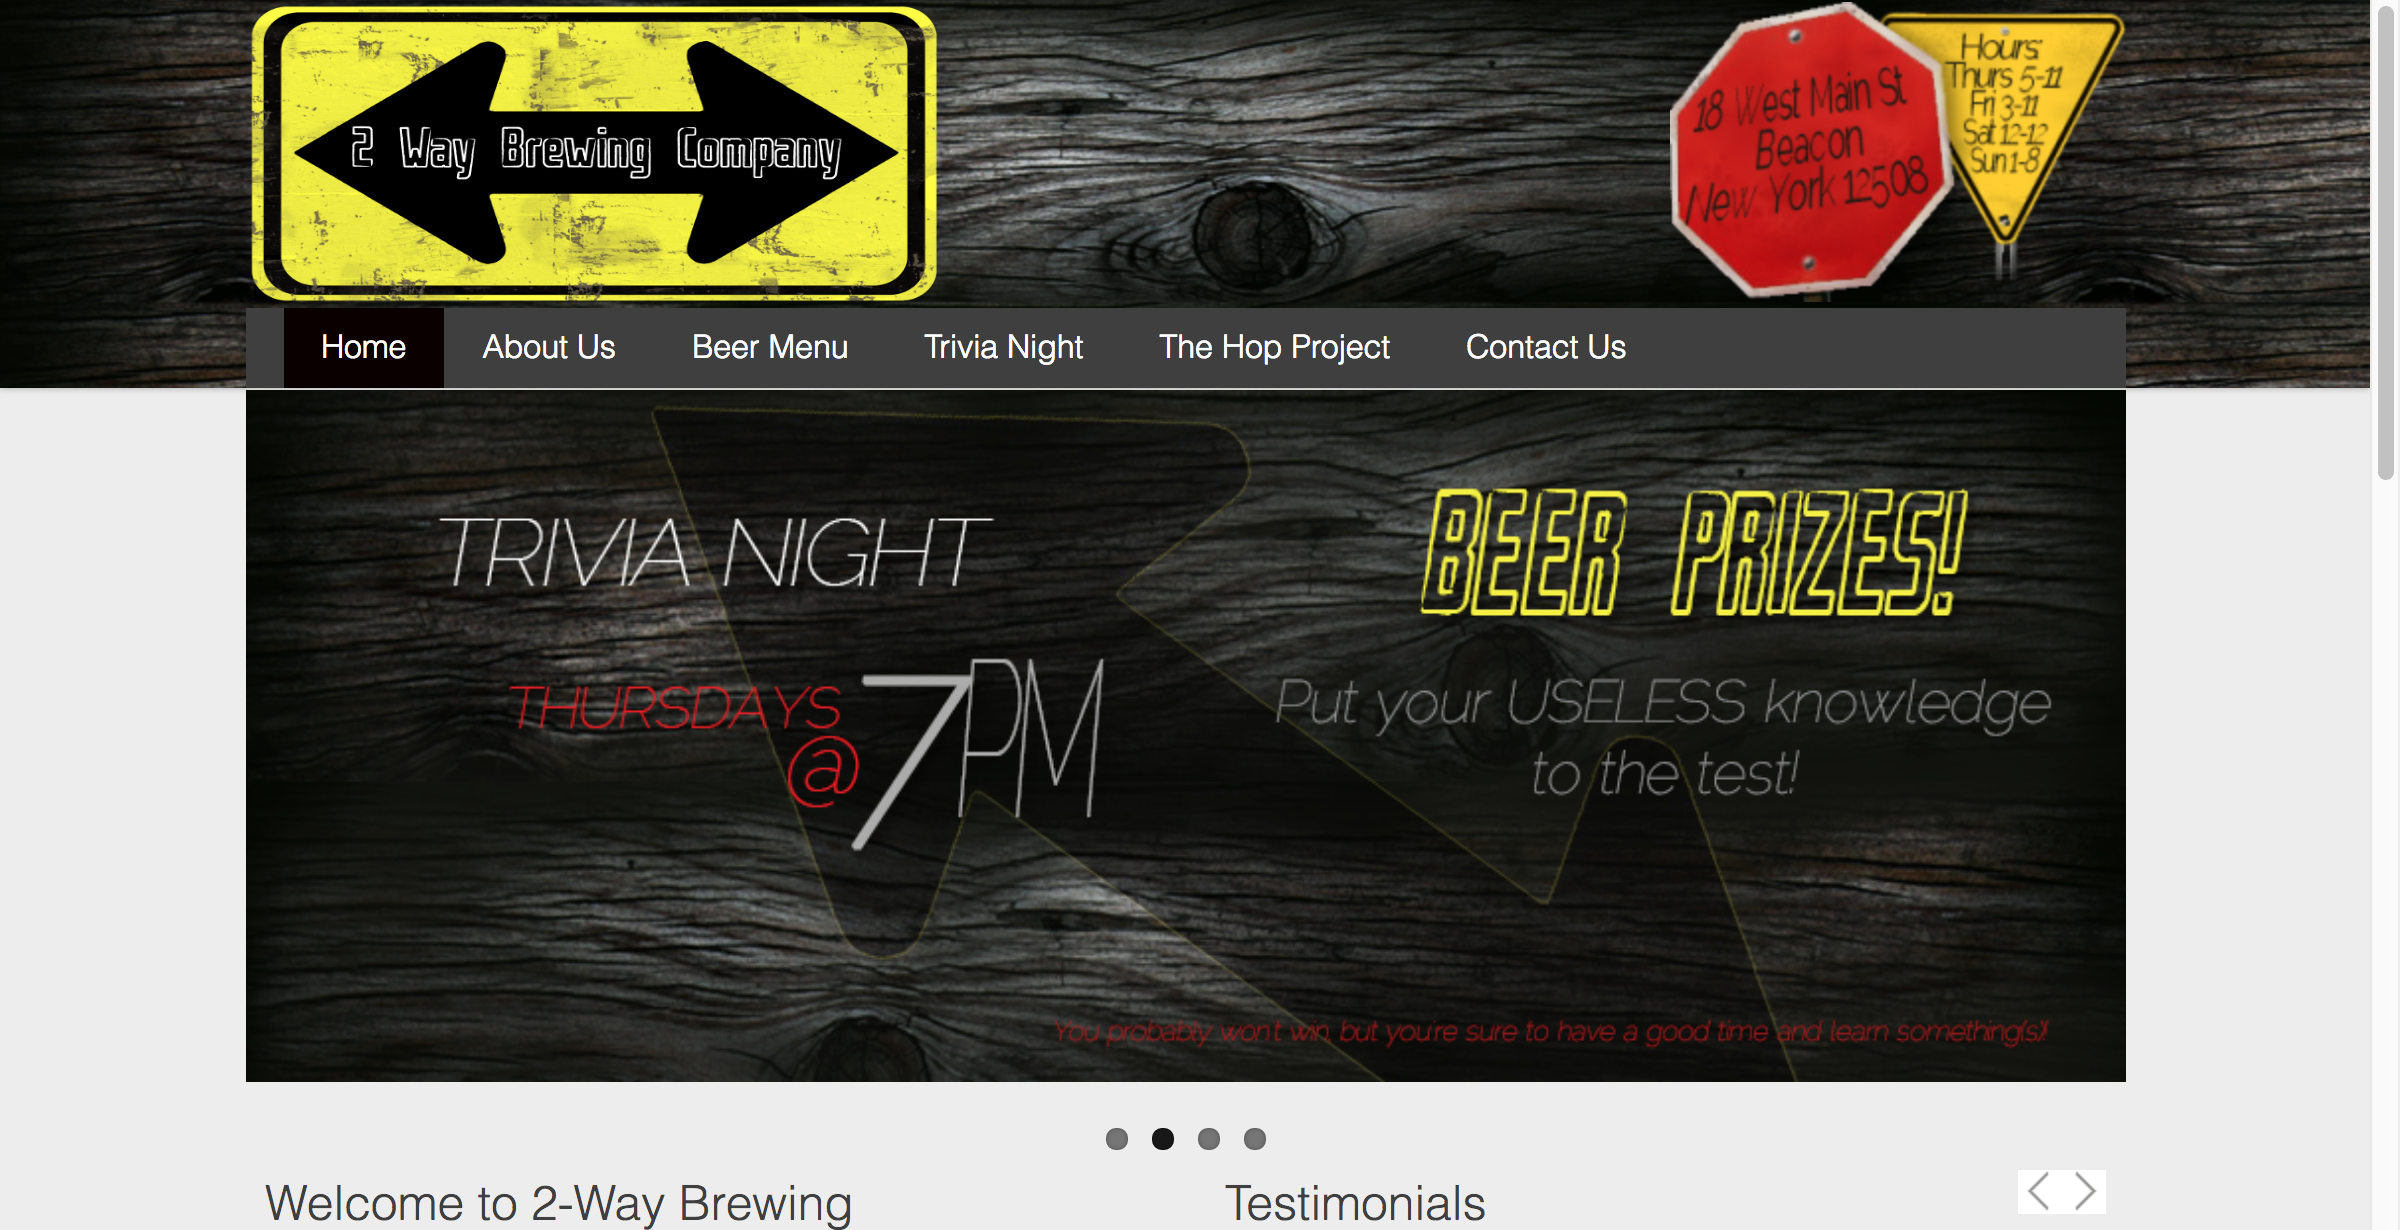 2 Way Brewing Company
18 West Main St
Beacon
New York 12508
Hours:
Thurs 5-11
Fri 3-11
Sat 12-12
Sun 1-8
Home
About Us
Beer Menu
Trivia Night
The Hop Project
Contact Us
TRIVIA NIGHT
THURSDAYS
@ 7PM
BEER PRIZES!
Put your USELESS knowledge
to the test!
You probably won't win, but you're sure to have a good time and learn something(s)!
Welcome to 2-Way Brewing
Testimonials